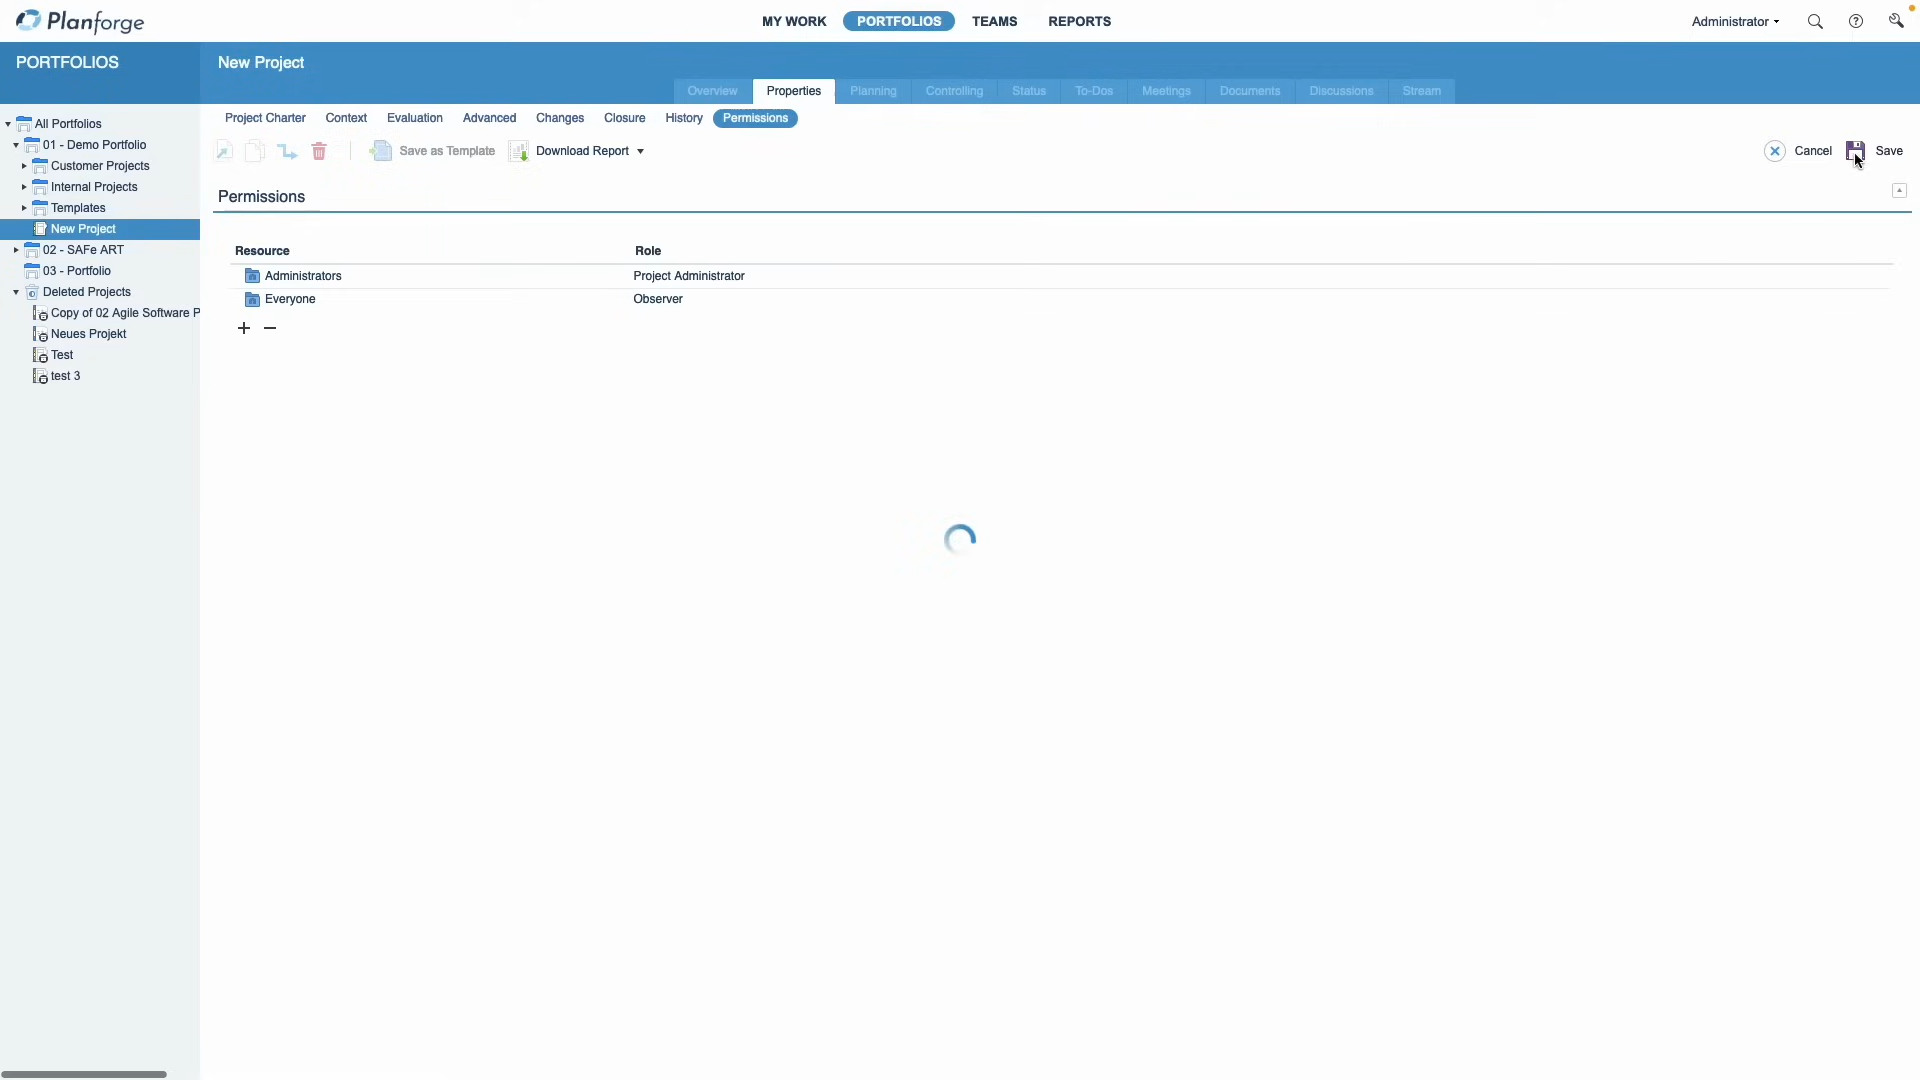 Planforge
MY WORK PORTFOLIOS TEAMS REPORTS
Administrator
PORTFOLIOS
New Project
Overview Properties Planning Controlling Status To-Dos Meetings Documents Discussions Stream
Project Charter Context Evaluation Advanced Changes Closure History Permissions
Save as Template Download Report Cancel Save
All Portfolios
01 - Demo Portfolio
Customer Projects
Internal Projects
Templates
New Project
02 - SAFe ART
03 - Portfolio
Deleted Projects
Copy of 02 Agile Software P
Neues Projekt
Test
test 3
Permissions
Resource Role
Administrators Project Administrator
Everyone Observer